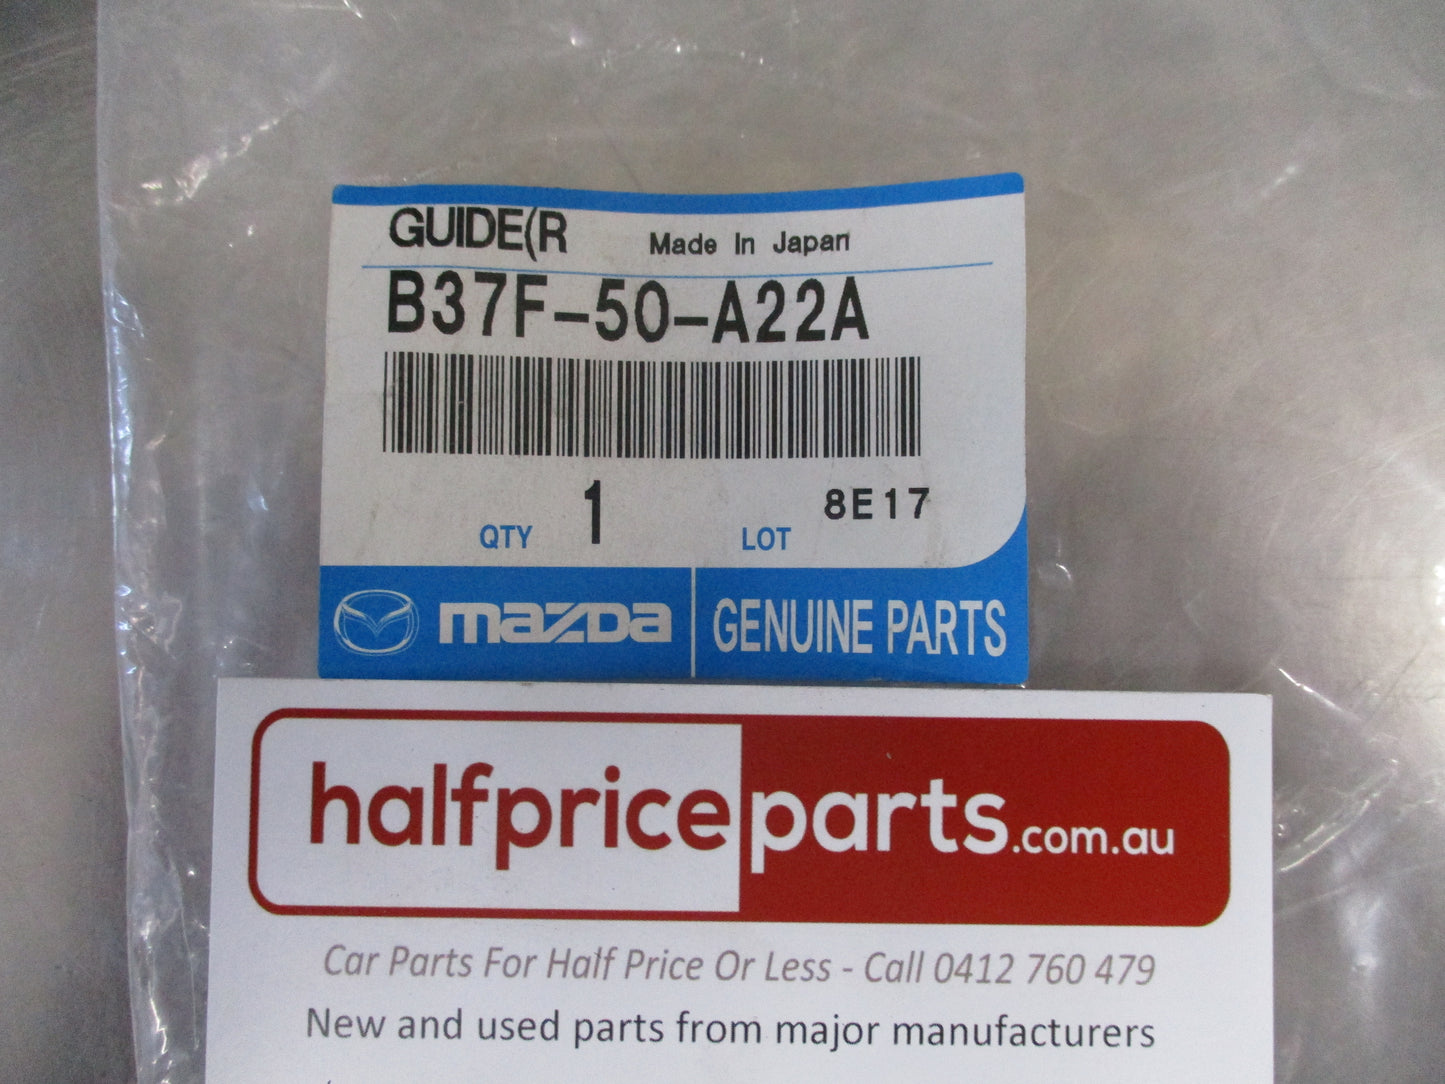 GUIDE(R Made In Japan
B37F-50-A22A
QTY 1 LOT 8E17
mazda GENUINE PARTS
halfpriceparts.com.au
Car Parts For Half Price Or Less - Call 0412 760 479
New and used parts from major manufacturers